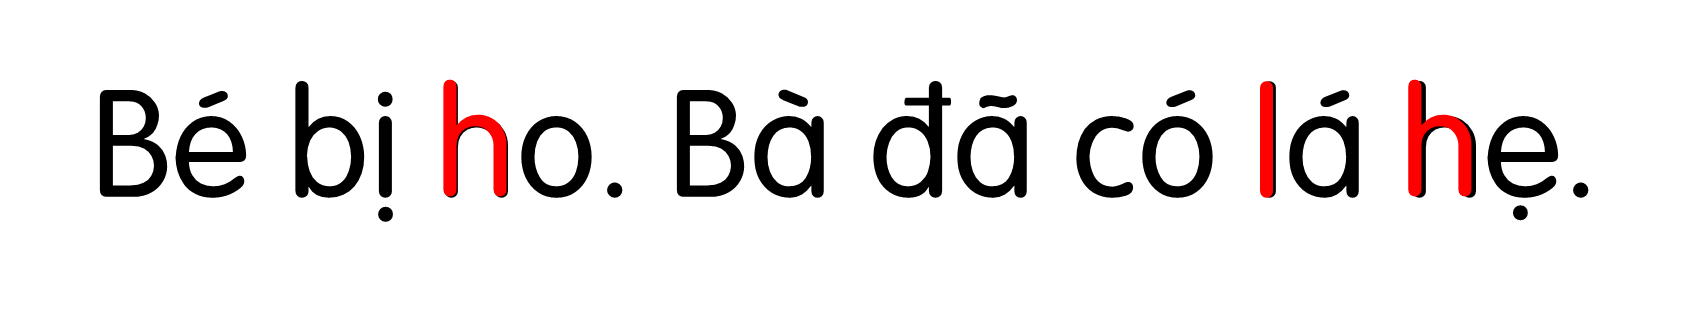 Bé bị ho. Bà đã có lá hẹ.